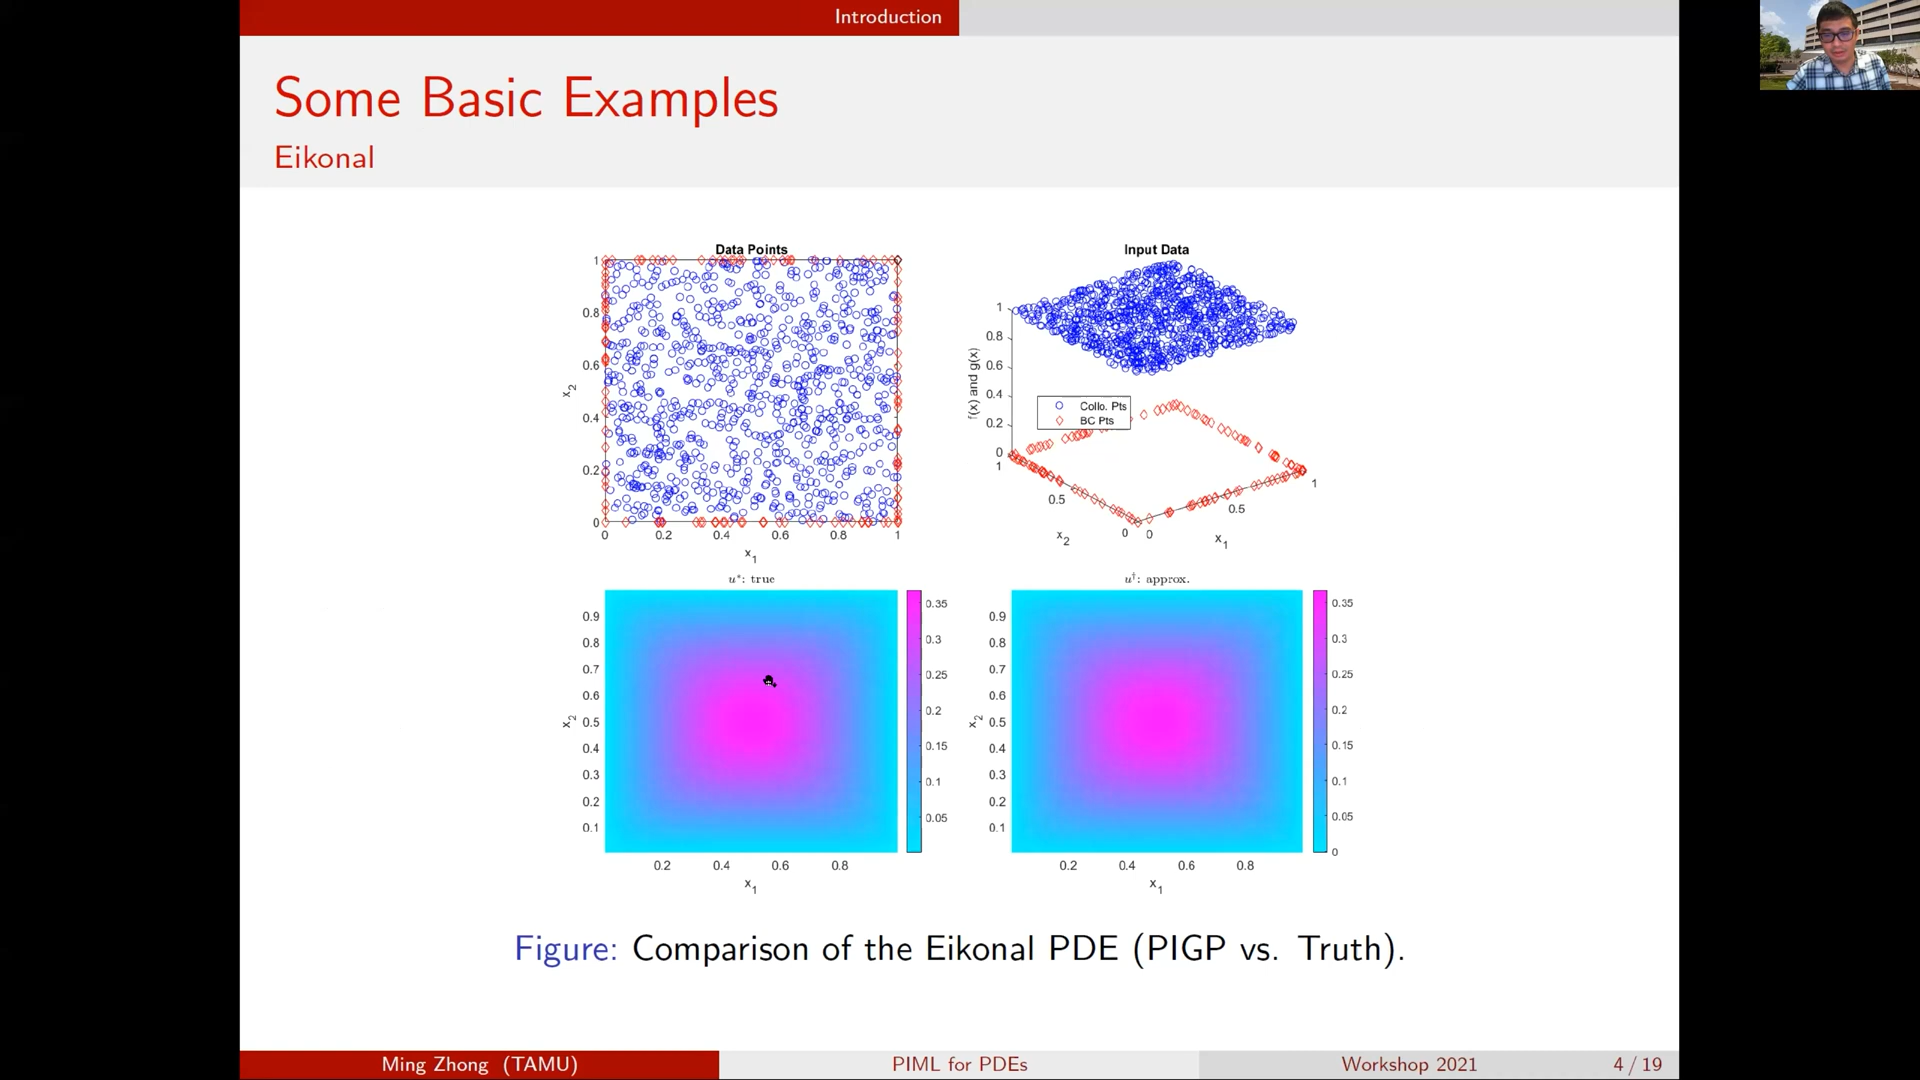 Introduction
Some Basic Examples
Eikonal
Data Points
1
0.8
0.6
0.4
0.2
0
x2
0 0.2 0.4 0.6 0.8 1
x1
Input Data
1
0.8
0.6
0.4
0.2
0
f(x) and g(x)
Collo. Pts
BC Pts
1
0.5
0
x2
0
0.5
1
x1
u*: true
0.9
0.8
0.7
0.6
0.5
0.4
0.3
0.2
0.1
x2
0.2 0.4 0.6 0.8
x1
0.35
0.3
0.25
0.2
0.15
0.1
0.05
u†: approx.
0.9
0.8
0.7
0.6
0.5
0.4
0.3
0.2
0.1
x2
0.2 0.4 0.6 0.8
x1
0.35
0.3
0.25
0.2
0.15
0.1
0.05
0
Figure: Comparison of the Eikonal PDE (PIGP vs. Truth).
Ming Zhong (TAMU) PIML for PDEs Workshop 2021 4 / 19